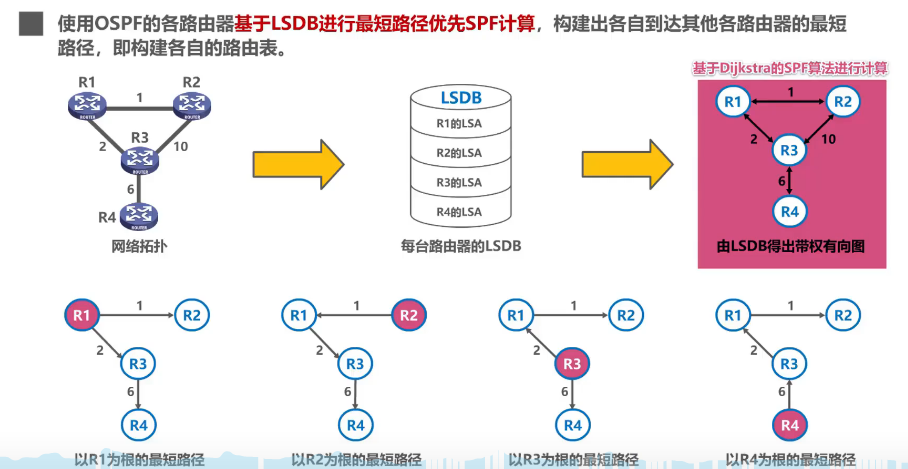 使用OSPF的各路由器基于LSDB进行最短路径优先SPF计算，构建出各自到达其他各路由器的最短
路径，即构建各自的路由表。
基于Dijkstra的SPF算法进行计算
R1
R2
1
ROUTER
ROUTER
R3
2
10
ROUTER
6
R4
ROUTER
网络拓扑
LSDB
R1的LSA
R2的LSA
R3的LSA
R4的LSA
每台路由器的LSDB
R1
1
R2
2
10
R3
6
R4
由LSDB得出带权有向图
R1
1
R2
2
R3
6
R4
以R1为根的最短路径
R1
1
R2
2
R3
6
R4
以R2为根的最短路径
R1
1
R2
2
R3
6
R4
以R3为根的最短路径
R1
1
R2
2
R3
6
R4
以R4为根的最短路径